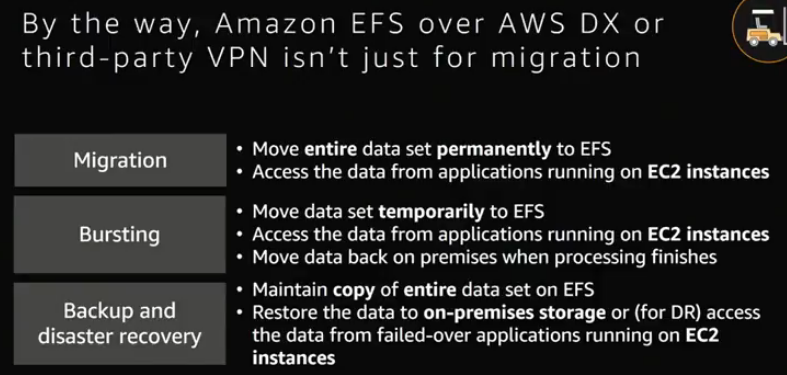 By the way, Amazon EFS over AWS DX or
third-party VPN isn't just for migration
Migration
• Move entire data set permanently to EFS
• Access the data from applications running on EC2 instances
Bursting
• Move data set temporarily to EFS
• Access the data from applications running on EC2 instances
• Move data back on premises when processing finishes
Backup and
disaster recovery
• Maintain copy of entire data set on EFS
• Restore the data to on-premises storage or (for DR) access
the data from failed-over applications running on EC2
instances